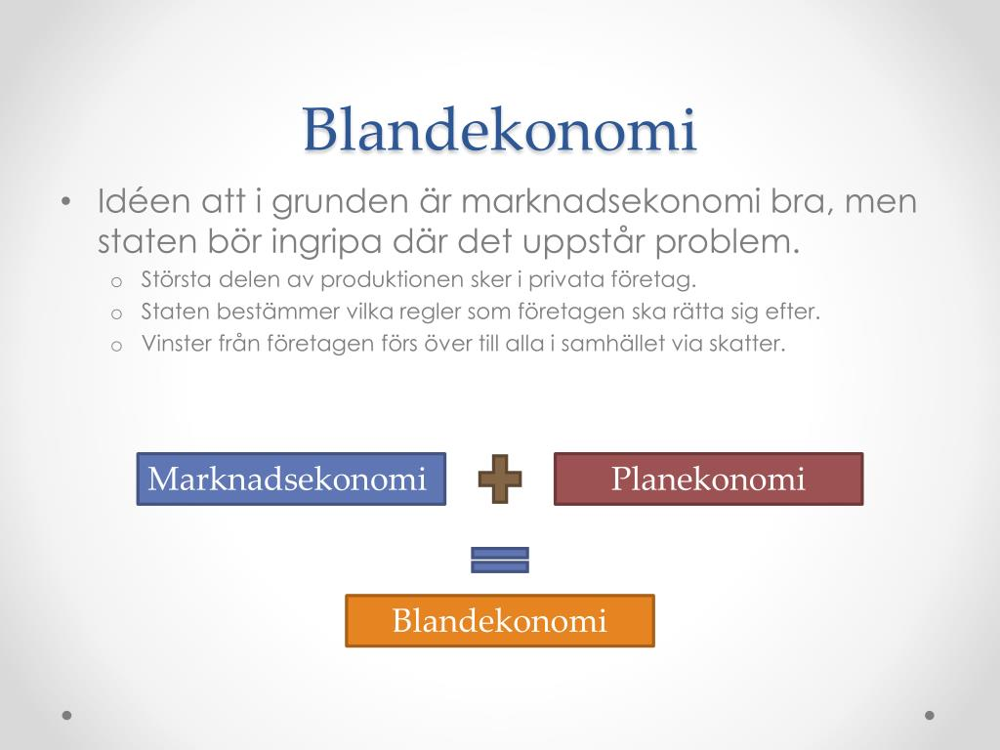 Blandekonomi
• Idéen att i grunden är marknadsekonomi bra, men
staten bör ingripa där det uppstår problem.
o Största delen av produktionen sker i privata företag.
o Staten bestämmer vilka regler som företagen ska rätta sig efter.
o Vinster från företagen förs över till alla i samhället via skatter.
Marknadsekonomi + Planekonomi
=
Blandekonomi